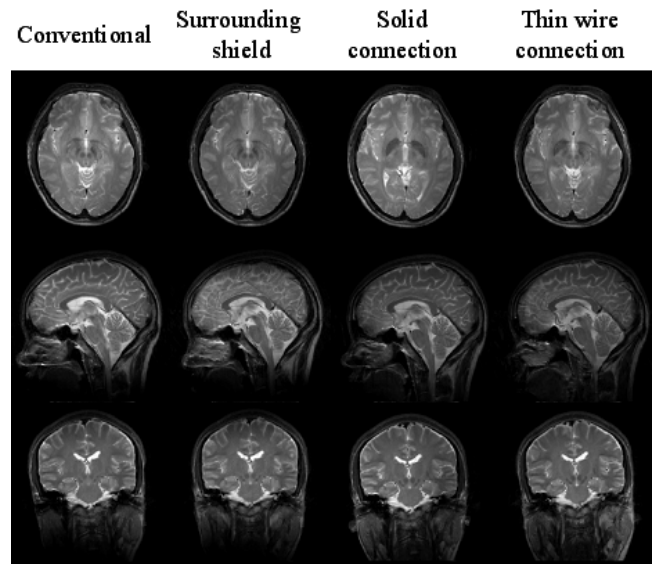 Conventional
Surrounding
shield
Solid
connection
Thin wire
connection